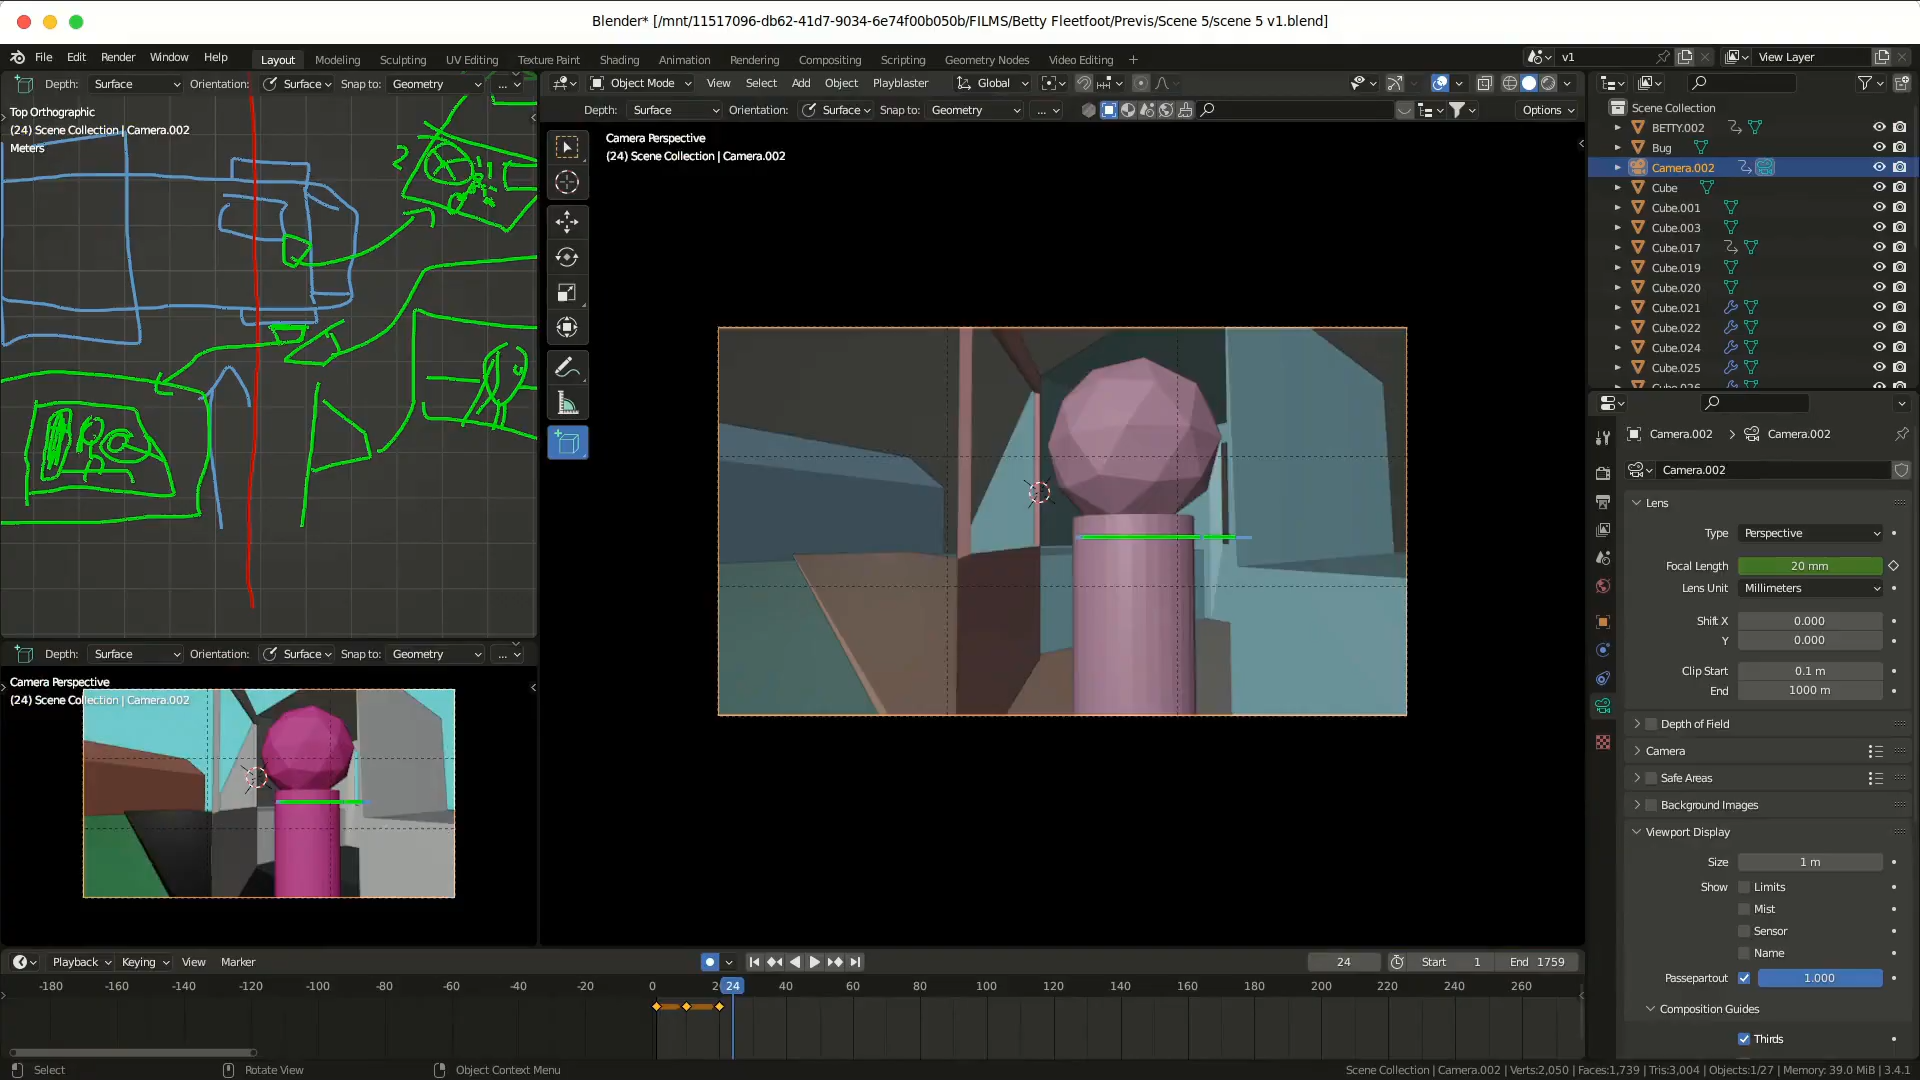 Blender* [/mnt/11517096-db62-41d7-9034-6e74f00b050b/FILMS/Betty Fleetfoot/Previs/Scene 5/scene 5 v1.blend]
File Edit Render Window Help Layout Modeling Sculpting UV Editing Texture Paint Shading Animation Rendering Compositing Scripting Geometry Nodes Video Editing + v1 View Layer
Depth: Surface Orientation: Surface Snap to: Geometry ...
Object Mode View Select Add Object Playblaster Global
Depth: Surface Orientation: Surface Snap to: Geometry ... Options
Top Orthographic
(24) Scene Collection | Camera.002
Meters
2
Camera Perspective
(24) Scene Collection | Camera.002
Depth: Surface Orientation: Surface Snap to: Geometry ...
Camera Perspective
(24) Scene Collection | Camera.002
Scene Collection
BETTY.002
Bug
Camera.002
Cube
Cube.001
Cube.003
Cube.017
Cube.019
Cube.020
Cube.021
Cube.022
Cube.024
Cube.025
Cube.026
Camera.002 Camera.002
Camera.002
Lens
Type Perspective
Focal Length 20 mm
Lens Unit Millimeters
Shift X 0.000
Y 0.000
Clip Start 0.1 m
End 1000 m
Depth of Field
Camera
Safe Areas
Background Images
Viewport Display
Size 1 m
Show Limits
Mist
Sensor
Name
Passepartout 1.000
Composition Guides
Thirds
Playback Keying View Marker 24 Start 1 End 1759
-180 -160 -140 -120 -100 -80 -60 -40 -20 0 24 40 60 80 100 120 140 160 180 200 220 240 260
Select Rotate View Object Context Menu Scene Collection | Camera.002 | Verts:2,050 | Faces:1,739 | Tris:3,004 | Objects:1/27 | Memory: 39.0 MiB | 3.4.1